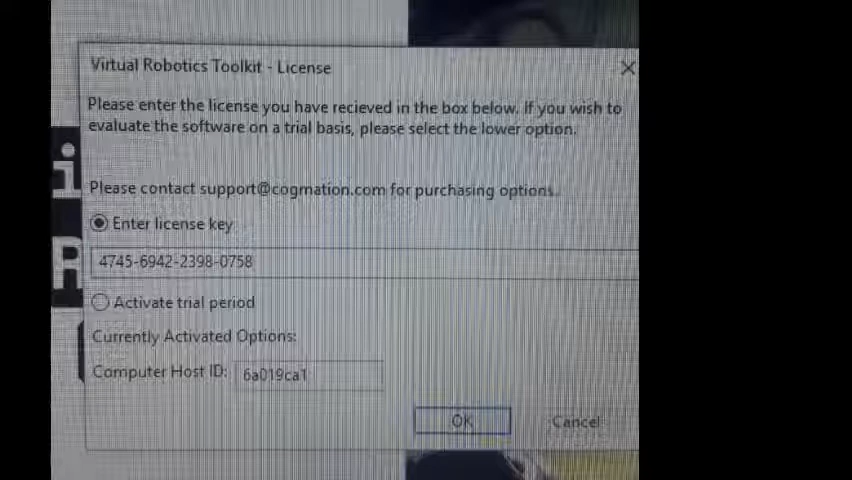 Virtual Robotics Toolkit - License
Please enter the license you have recieved in the box below. If you wish to
evaluate the software on a trial basis, please select the lower option.
Please contact support@cogmation.com for purchasing options.
Enter license key
4745-6942-2398-0758
Activate trial period
Currently Activated Options:
Computer Host ID: 6a019ca1
OK Cancel